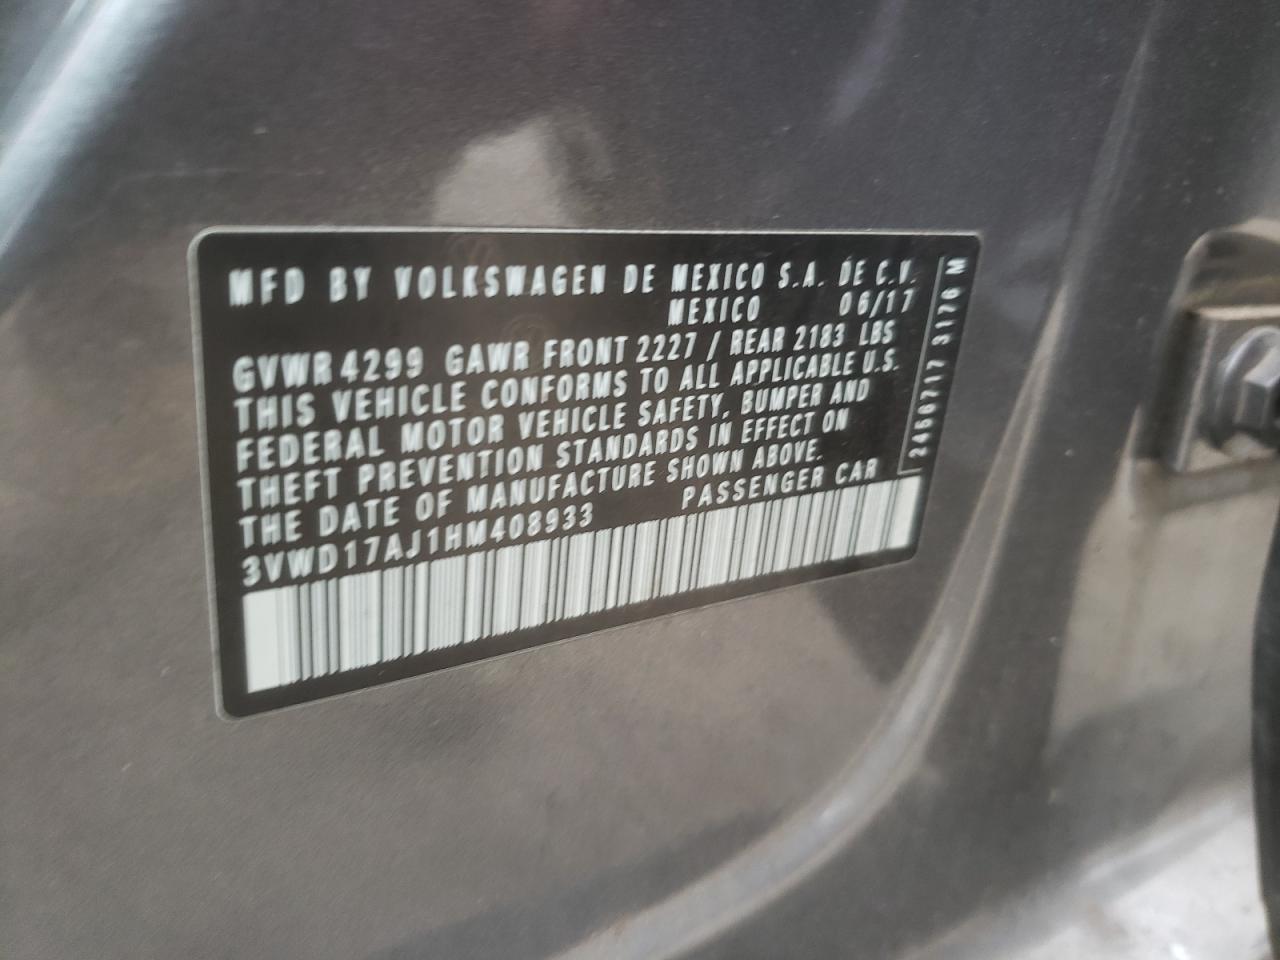 MFD BY VOLKSWAGEN DE MEXICO S.A. DE C.V.
MEXICO 06/17
GVWR 4299 GAWR FRONT 2227 / REAR 2183 LBS
THIS VEHICLE CONFORMS TO ALL APPLICABLE U.S.
FEDERAL MOTOR VEHICLE SAFETY, BUMPER AND
THEFT PREVENTION STANDARDS IN EFFECT ON
THE DATE OF MANUFACTURE SHOWN ABOVE.
3VWD17AJ1HM408933 PASSENGER CAR
2466717 3176 M